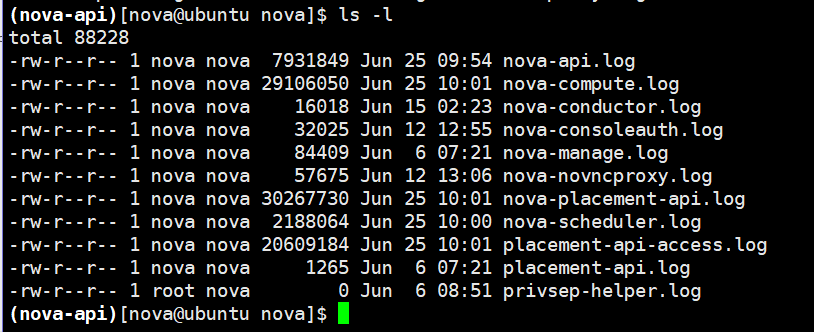 (nova-api)[nova@ubuntu nova]$ ls -l
total 88228
-rw-r--r-- 1 nova nova  7931849 Jun 25 09:54 nova-api.log
-rw-r--r-- 1 nova nova 29106050 Jun 25 10:01 nova-compute.log
-rw-r--r-- 1 nova nova    16018 Jun 15 02:23 nova-conductor.log
-rw-r--r-- 1 nova nova    32025 Jun 12 12:55 nova-consoleauth.log
-rw-r--r-- 1 nova nova    84409 Jun  6 07:21 nova-manage.log
-rw-r--r-- 1 nova nova    57675 Jun 12 13:06 nova-novncproxy.log
-rw-r--r-- 1 nova nova 30267730 Jun 25 10:01 nova-placement-api.log
-rw-r--r-- 1 nova nova  2188064 Jun 25 10:00 nova-scheduler.log
-rw-r--r-- 1 nova nova 20609184 Jun 25 10:01 placement-api-access.log
-rw-r--r-- 1 nova nova     1265 Jun  6 07:21 placement-api.log
-rw-r--r-- 1 root nova        0 Jun  6 08:51 privsep-helper.log
(nova-api)[nova@ubuntu nova]$